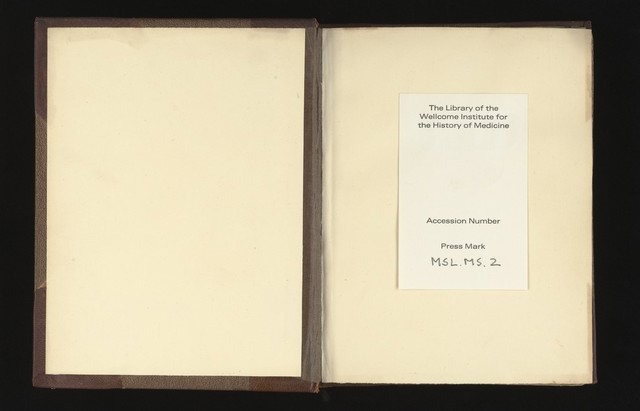 The Library of the
Wellcome Institute for
the History of Medicine
Accession Number
Press Mark
MSL. MS. 2